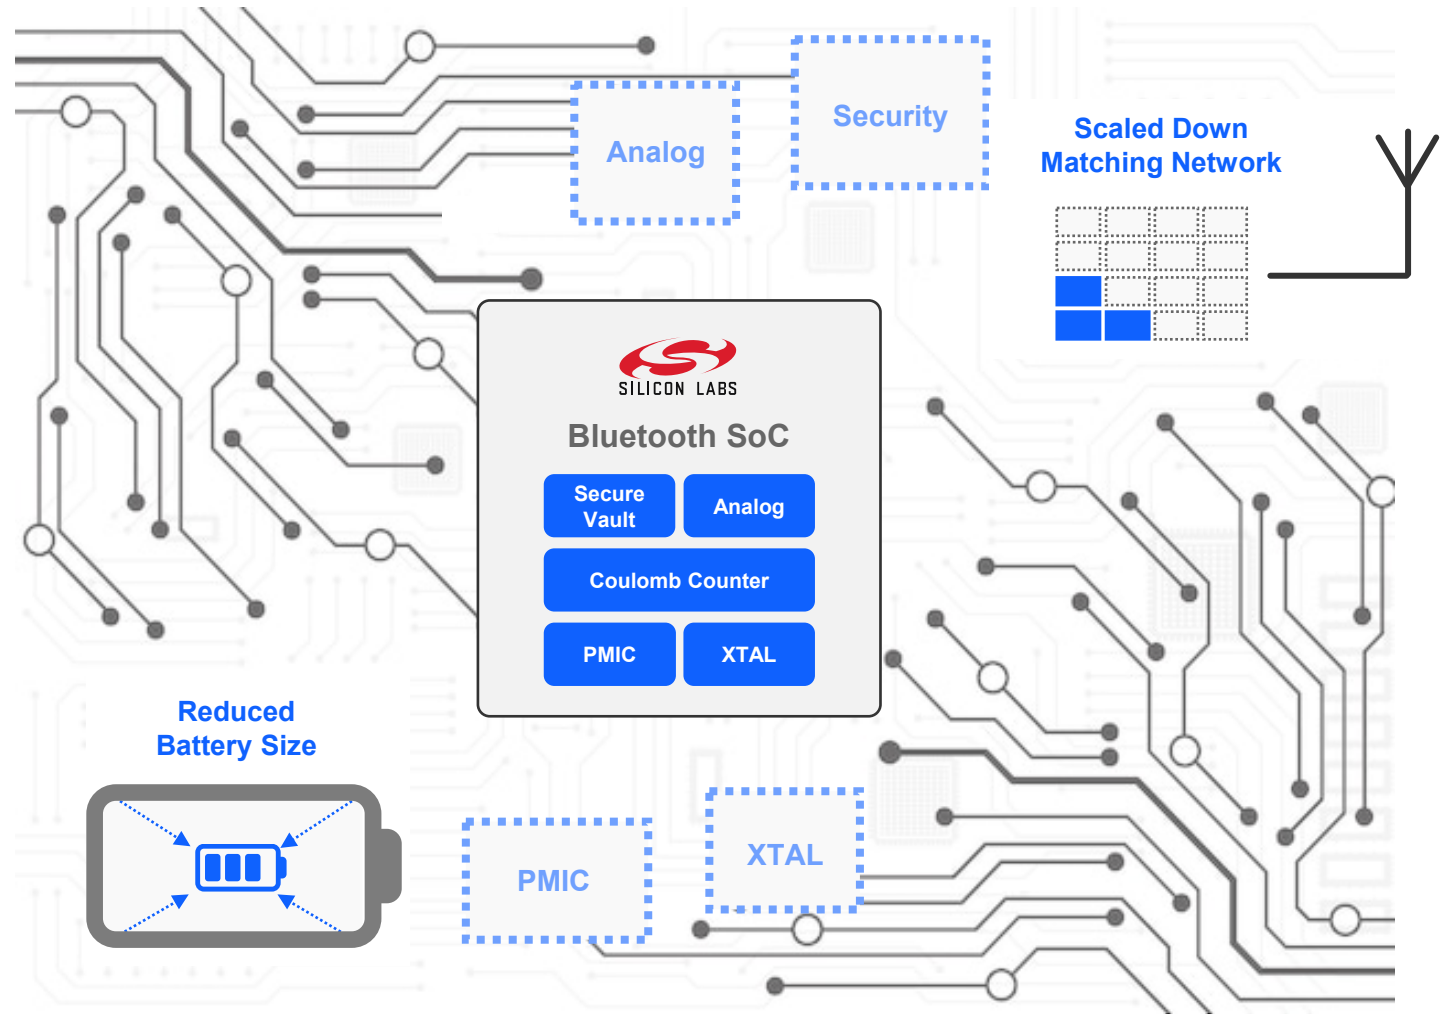 Security
Analog
Scaled Down
Matching Network
SILICON LABS
Bluetooth SoC
Secure
Vault
Analog
Coulomb Counter
PMIC
XTAL
Reduced
Battery Size
XTAL
PMIC